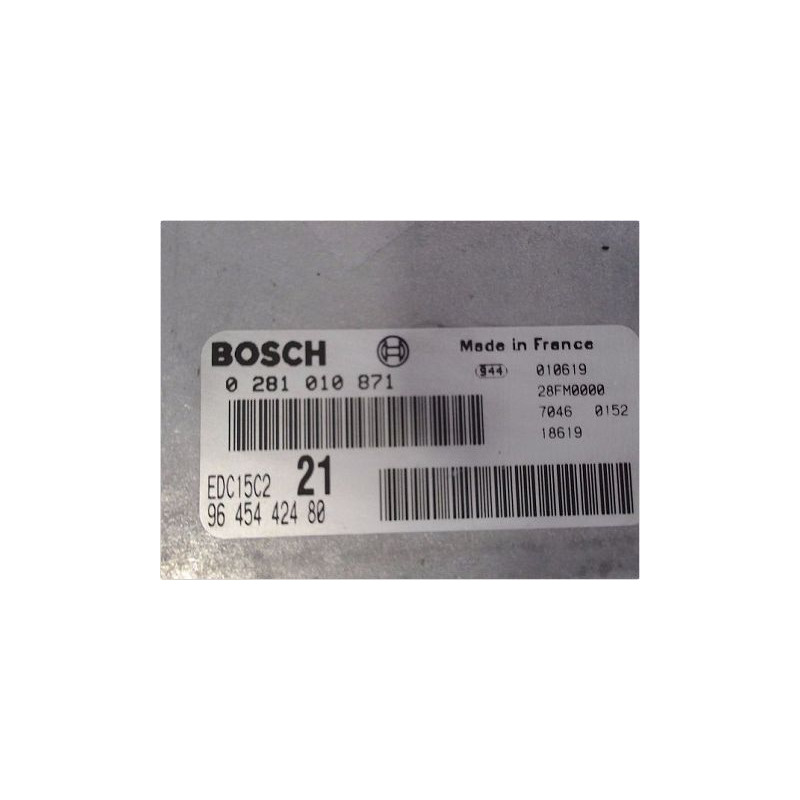 BOSCH
Made in France
0 281 010 871
944
010619
28FM0000
7046 0152
18619
EDC15C2 21
96 454 424 80